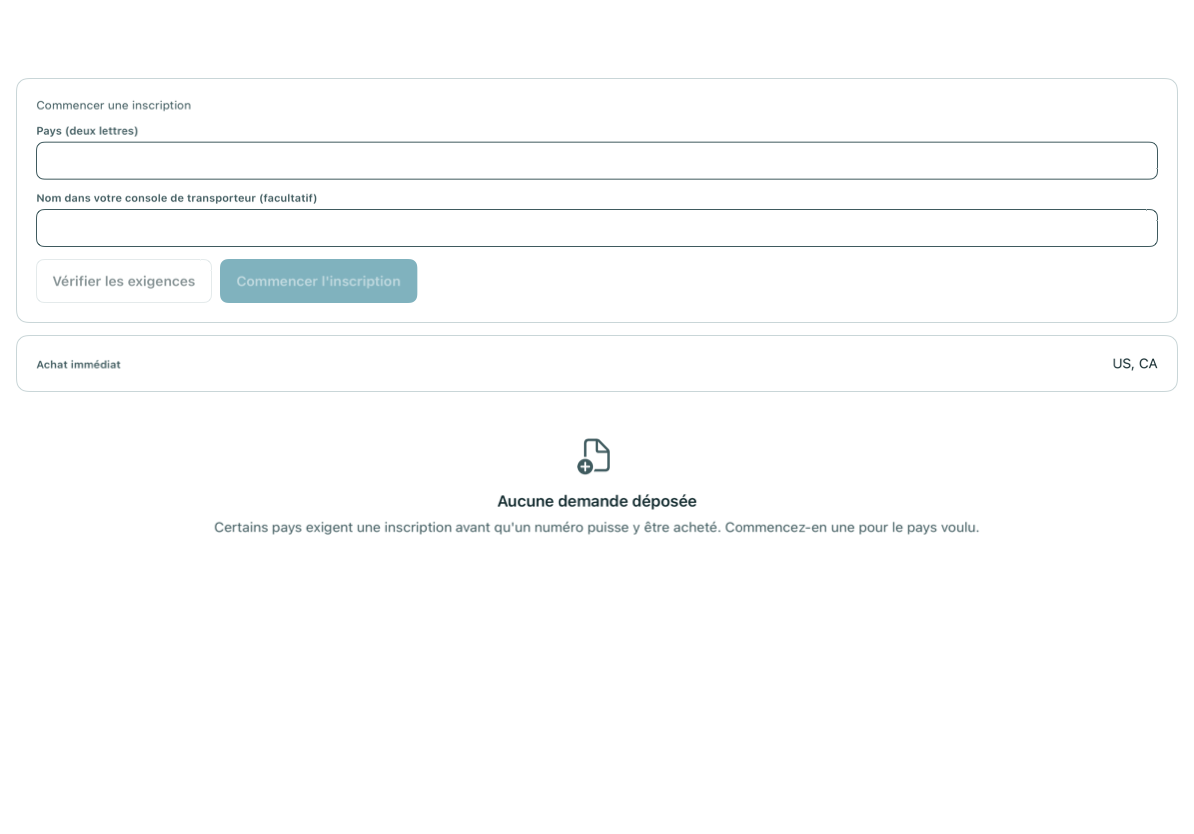 Commencer une inscription
Pays (deux lettres)
Nom dans votre console de transporteur (facultatif)
Vérifier les exigences
Commencer l'inscription
Achat immédiat
US, CA
Aucune demande déposée
Certains pays exigent une inscription avant qu'un numéro puisse y être acheté. Commencez-en une pour le pays voulu.